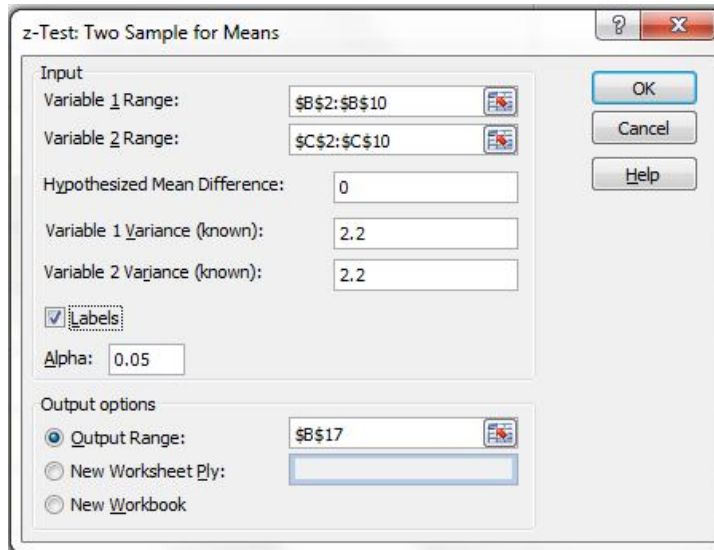 z-Test: Two Sample for Means
Input
Variable 1 Range: $B$2:$B$10
Variable 2 Range: $C$2:$C$10
Hypothesized Mean Difference: 0
Variable 1 Variance (known): 2.2
Variable 2 Variance (known): 2.2
Labels
Alpha: 0.05
Output options
Output Range: $B$17
New Worksheet Ply:
New Workbook
?
OK
Cancel
Help